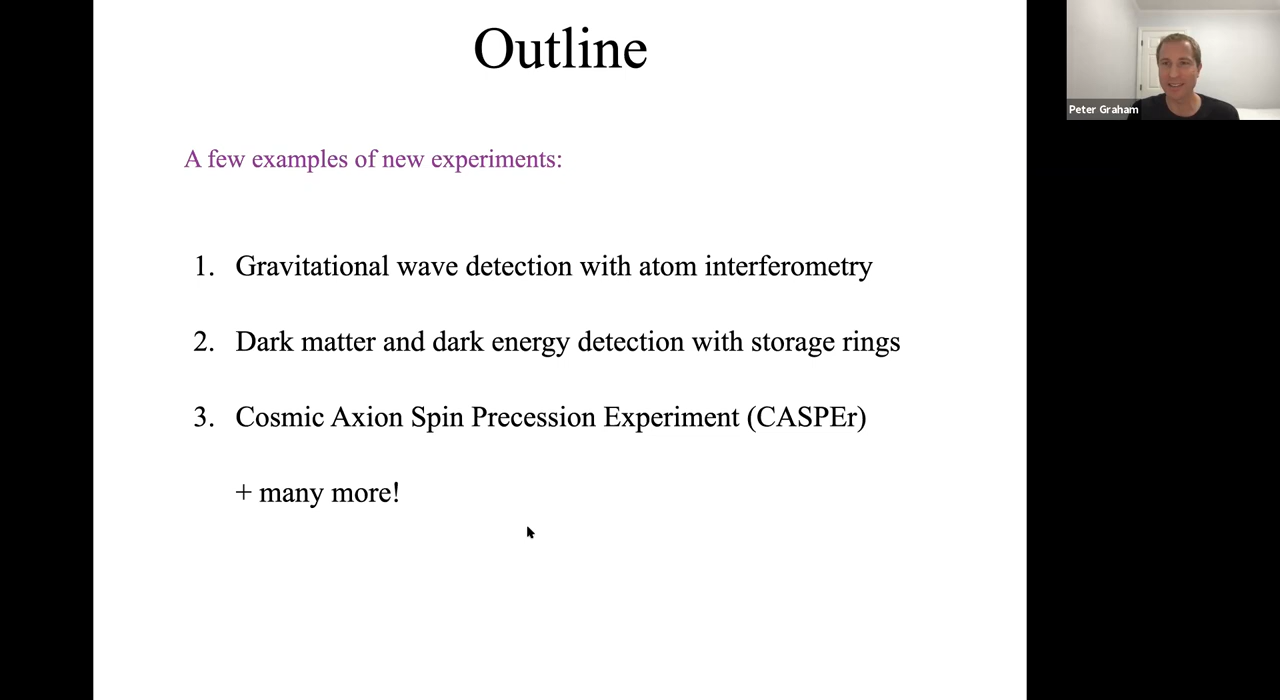 Outline
Peter Graham
A few examples of new experiments:
1. Gravitational wave detection with atom interferometry
2. Dark matter and dark energy detection with storage rings
3. Cosmic Axion Spin Precession Experiment (CASPEr)
+ many more!